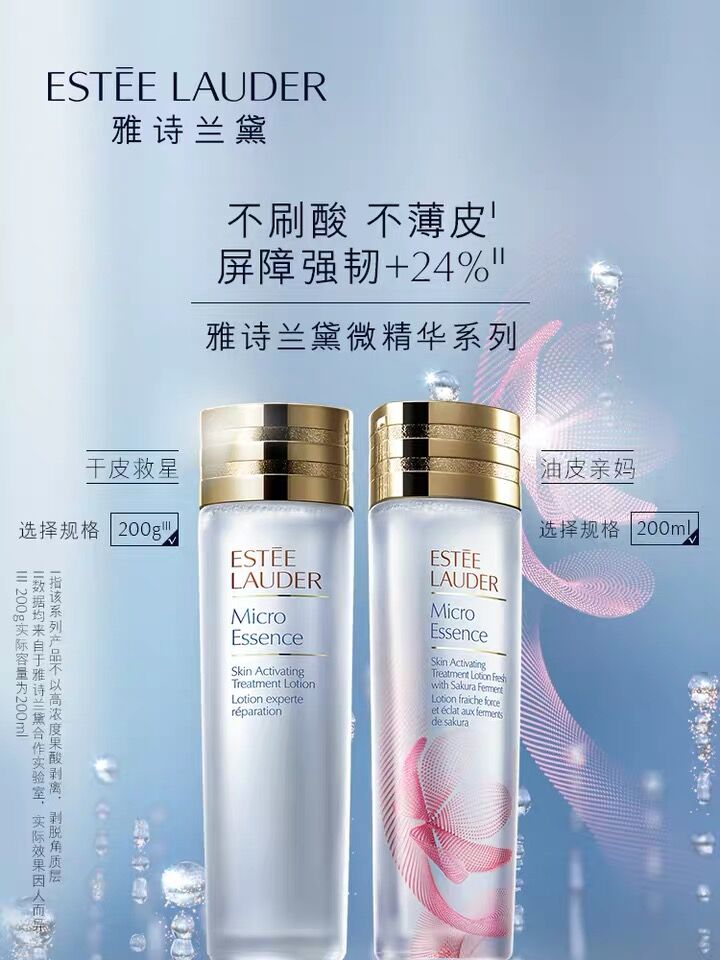 ESTĒE LAUDER
雅诗兰黛
不刷酸 不薄皮I
屏障强韧+24%II
雅诗兰黛微精华系列
干皮救星
选择规格 200gIII
油皮亲妈
选择规格 200ml
ESTĒE
LAUDER
Micro
Essence
Skin Activating
Treatment Lotion
Lotion experte
réparation
ESTĒE
LAUDER
Micro
Essence
Skin Activating
Treatment Lotion Fresh
with Sakura Ferment
Lotion fraîche force
et éclat aux ferments
de sakura
I 指该系列产品不以高浓度果酸剥离，剥脱角质层
II 数据均来自于雅诗兰黛合作实验室，实际效果因人而异
III 200g实际容量为200ml